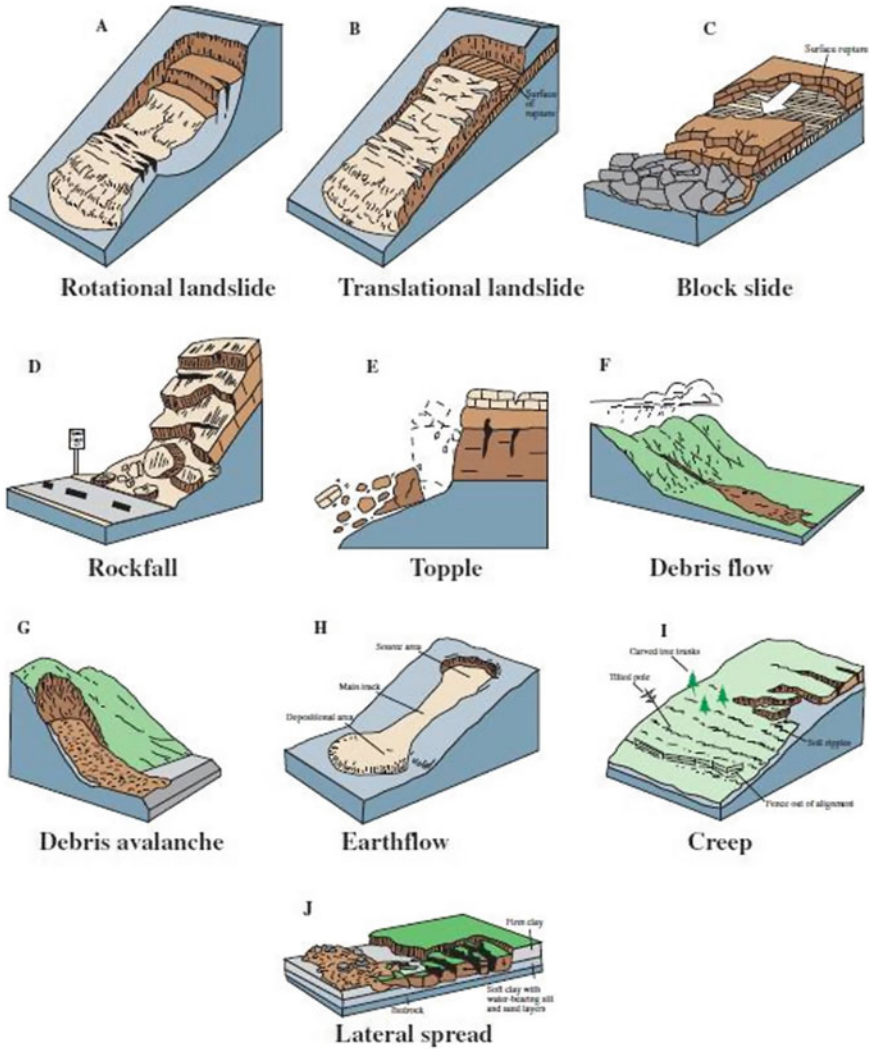 A
B
C
Surface rupture
Surface
of
rupture
Rotational landslide
Translational landslide
Block slide
D
E
F
Rockfall
Topple
Debris flow
G
H
I
Source area
Main track
Depositional area
Curved tree trunks
Tilted pole
Soil ripples
Fence out of alignment
Debris avalanche
Earthflow
Creep
J
Firm clay
Soft clay with
water-bearing silt
and sand layers
Bedrock
Lateral spread